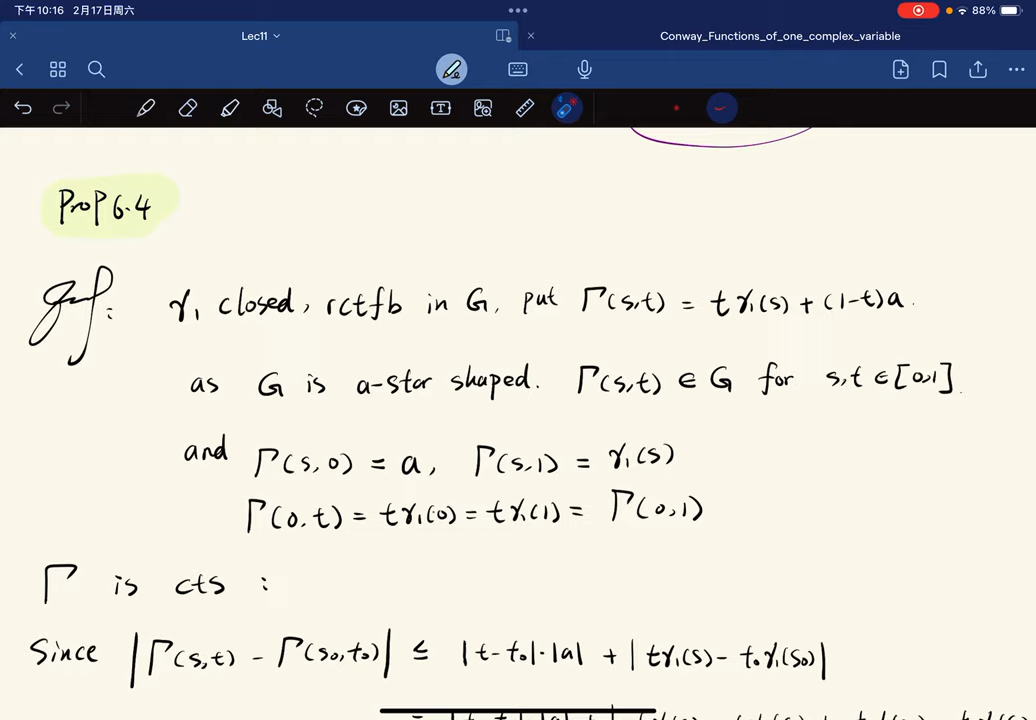 下午10:16 2月17日周六
88%
Lec11
Conway_Functions_of_one_complex_variable
Prop 6.4
γ₁ closed, rctfb in G, put Γ(s,t) = tγ₁(s) + (1-t)a.
as G is a-star shaped. Γ(s,t) ∈ G for s,t ∈ [0,1].
and Γ(s,0) = a, Γ(s,1) = γ₁(s)
Γ(0,t) = tγ₁(0) = tγ₁(1) = Γ(0,1)
Γ is cts :
Since |Γ(s,t) - Γ(s₀,t₀)| ≤ |t-t₀|·|a| + |tγ₁(s) - t₀γ₁(s₀)|